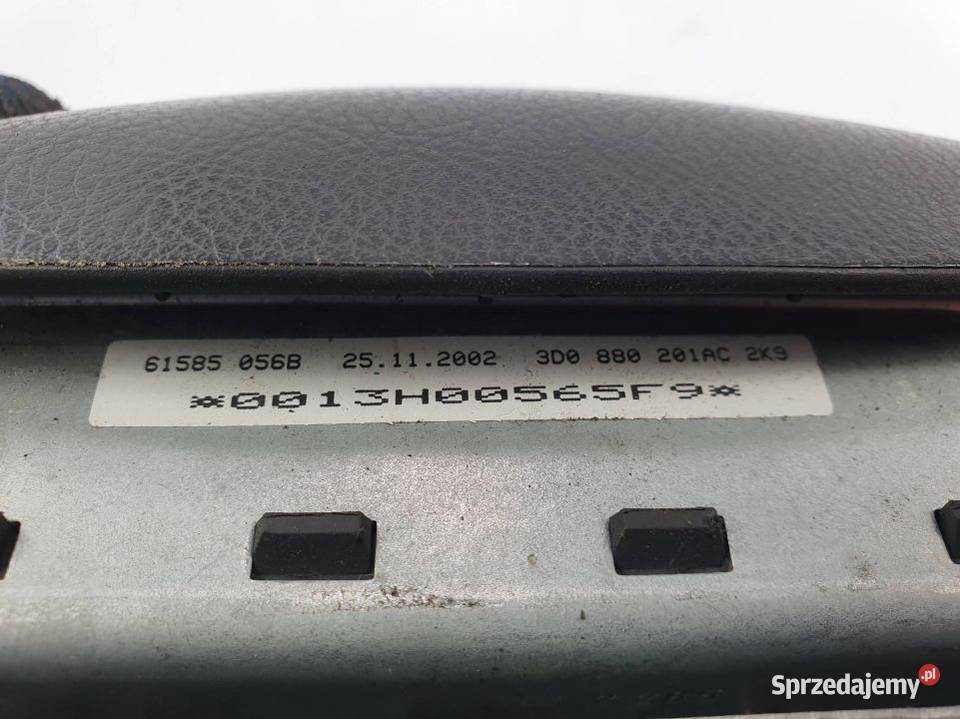 61585 056B 25.11.2002 3D0 880 201AC 2K9
*0013H00565F9*
Sprzedajemy.pl